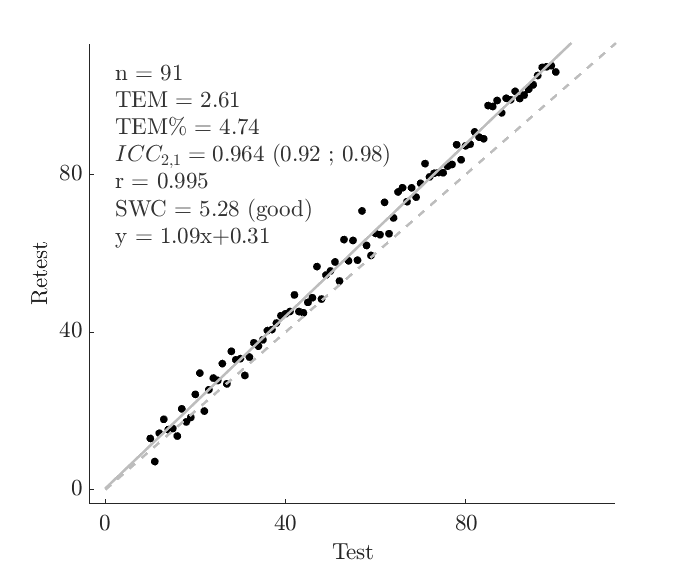 n = 91
TEM = 2.61
TEM% = 4.74
ICC2,1 = 0.964 (0.92 ; 0.98)
r = 0.995
SWC = 5.28 (good)
y = 1.09x+0.31
80
40
0
Retest
0 40 80
Test